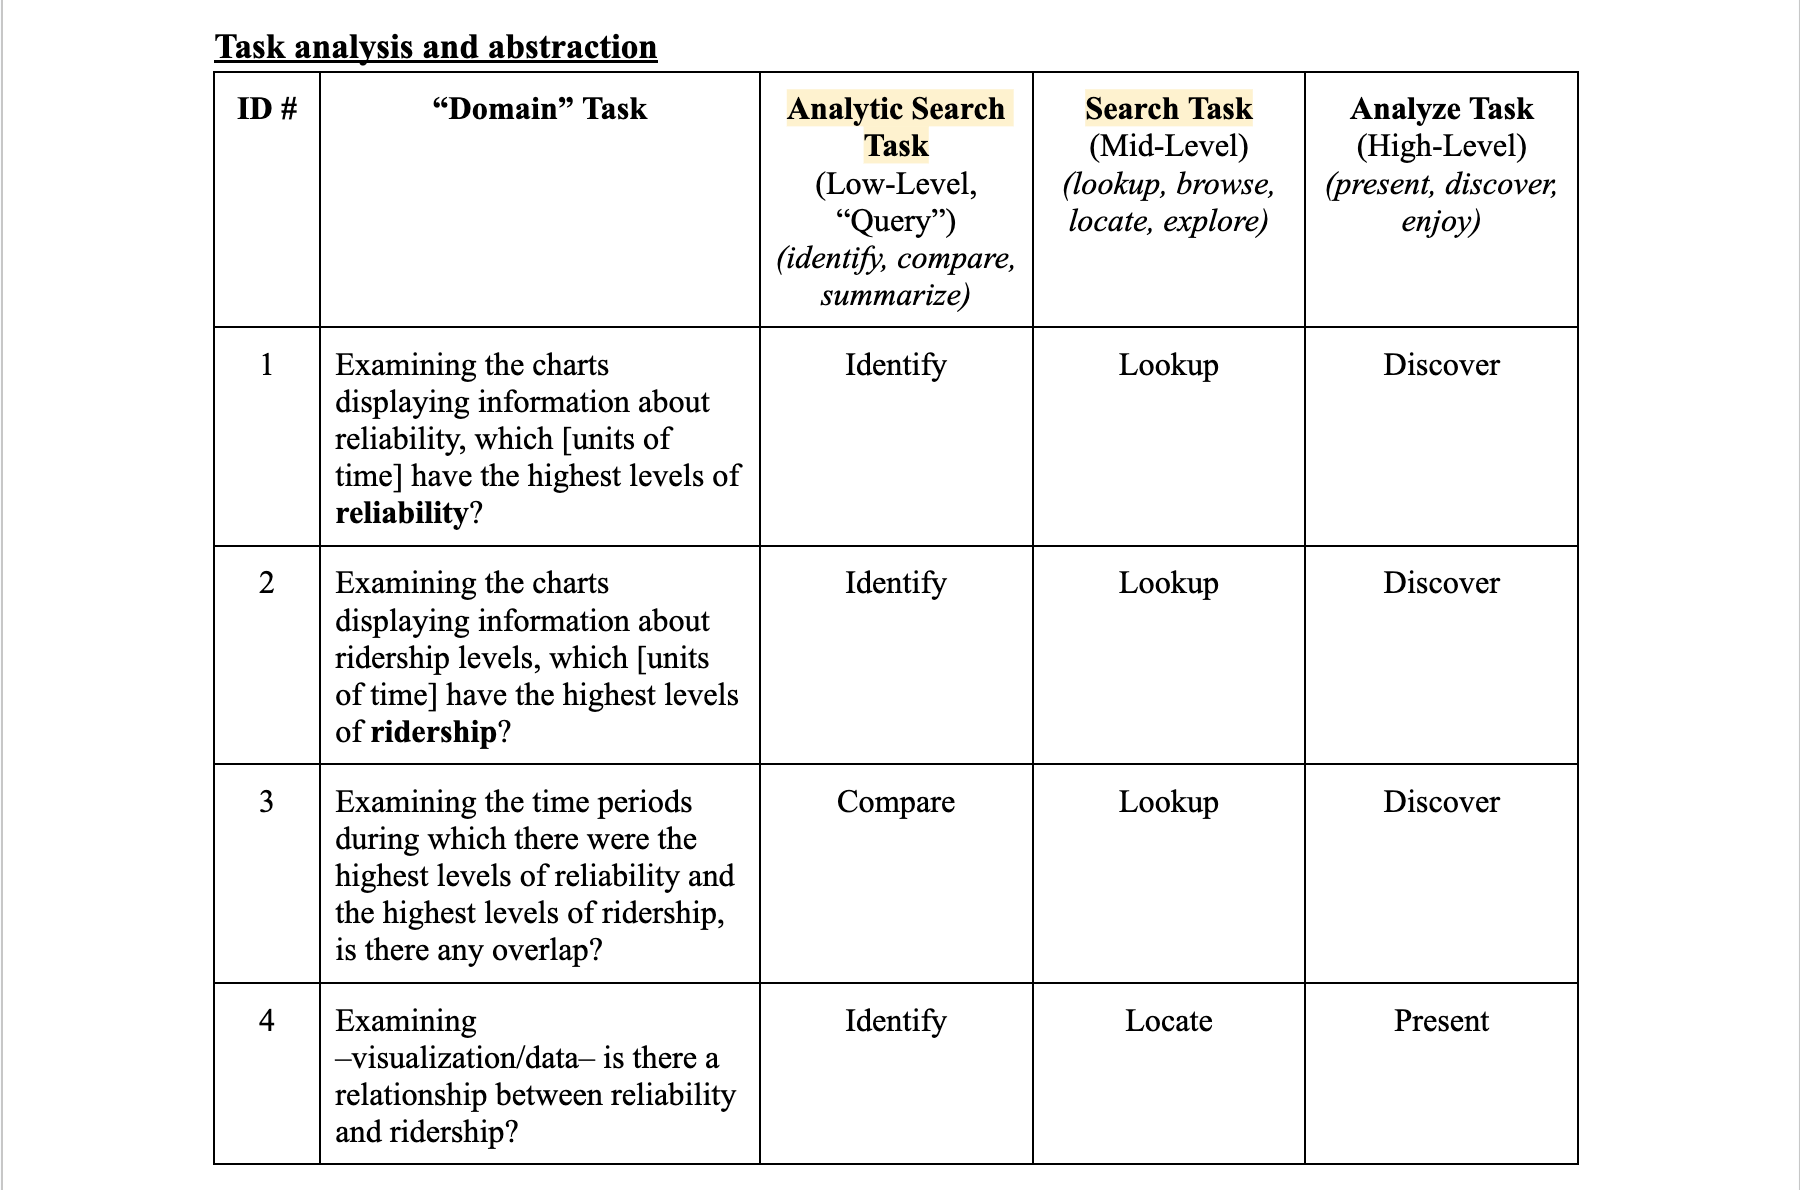 Task analysis and abstraction
ID #
“Domain” Task
Analytic Search
Task
(Low-Level,
“Query”)
(identify, compare,
summarize)
Search Task
(Mid-Level)
(lookup, browse,
locate, explore)
Analyze Task
(High-Level)
(present, discover,
enjoy)
1
Examining the charts
displaying information about
reliability, which [units of
time] have the highest levels of
reliability?
Identify
Lookup
Discover
2
Examining the charts
displaying information about
ridership levels, which [units
of time] have the highest levels
of ridership?
Identify
Lookup
Discover
3
Examining the time periods
during which there were the
highest levels of reliability and
the highest levels of ridership,
is there any overlap?
Compare
Lookup
Discover
4
Examining
–visualization/data– is there a
relationship between reliability
and ridership?
Identify
Locate
Present